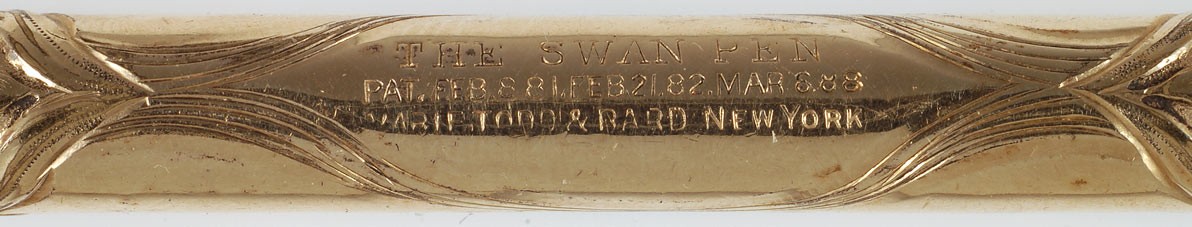 THE SWAN PEN
PAT. FEB. 8 81. FEB. 21. 82. MAR 6.88
MABIE TODD & BARD NEW YORK